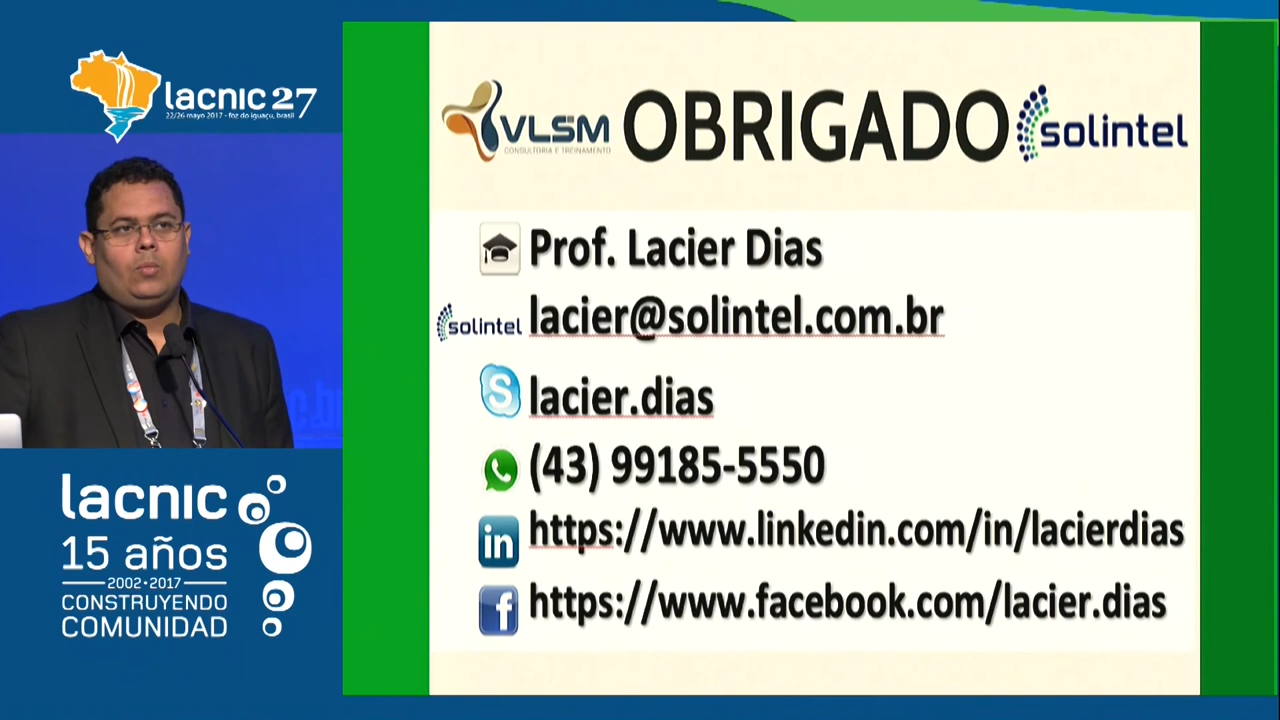 lacnic 27
22/26 mayo 2017 - foz do iguaçu, brasil
lacnic
15 años
2002•2017
CONSTRUYENDO
COMUNIDAD
VLSM
CONSULTORIA E TREINAMENTO
OBRIGADO
solintel
Prof. Lacier Dias
solintel
lacier@solintel.com.br
lacier.dias
(43) 99185-5550
in
https://www.linkedin.com/in/lacierdias
f
https://www.facebook.com/lacier.dias